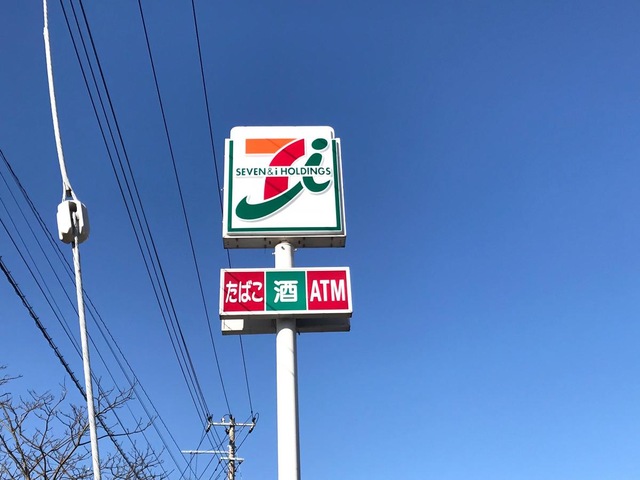 SEVEN & i HOLDINGS
たばこ 酒 ATM